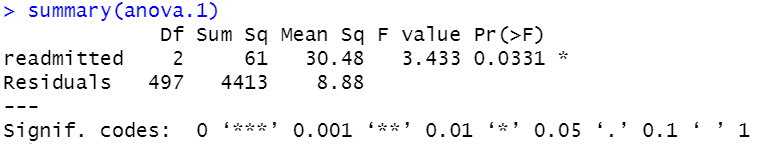 > summary(anova.1)
             Df Sum Sq Mean Sq F value Pr(>F)
readmitted    2     61   30.48   3.433 0.0331 *
Residuals   497   4413    8.88
---
Signif. codes:  0 ‘***’ 0.001 ‘**’ 0.01 ‘*’ 0.05 ‘.’ 0.1 ‘ ’ 1